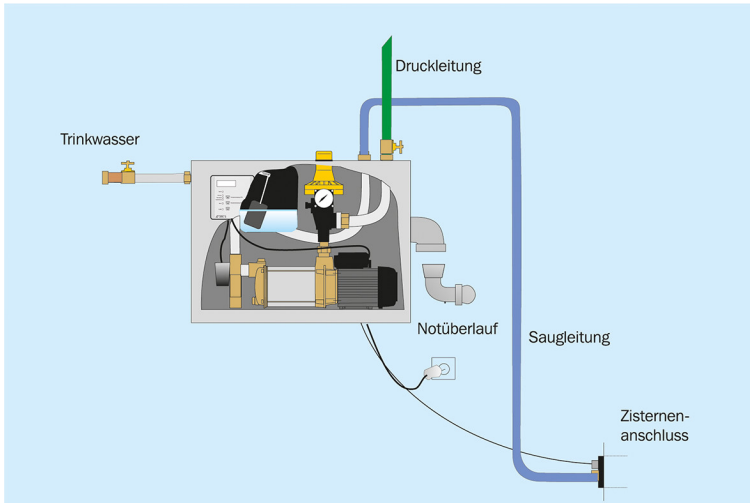 Druckleitung
Trinkwasser
Notüberlauf
Saugleitung
Zisternen-
anschluss